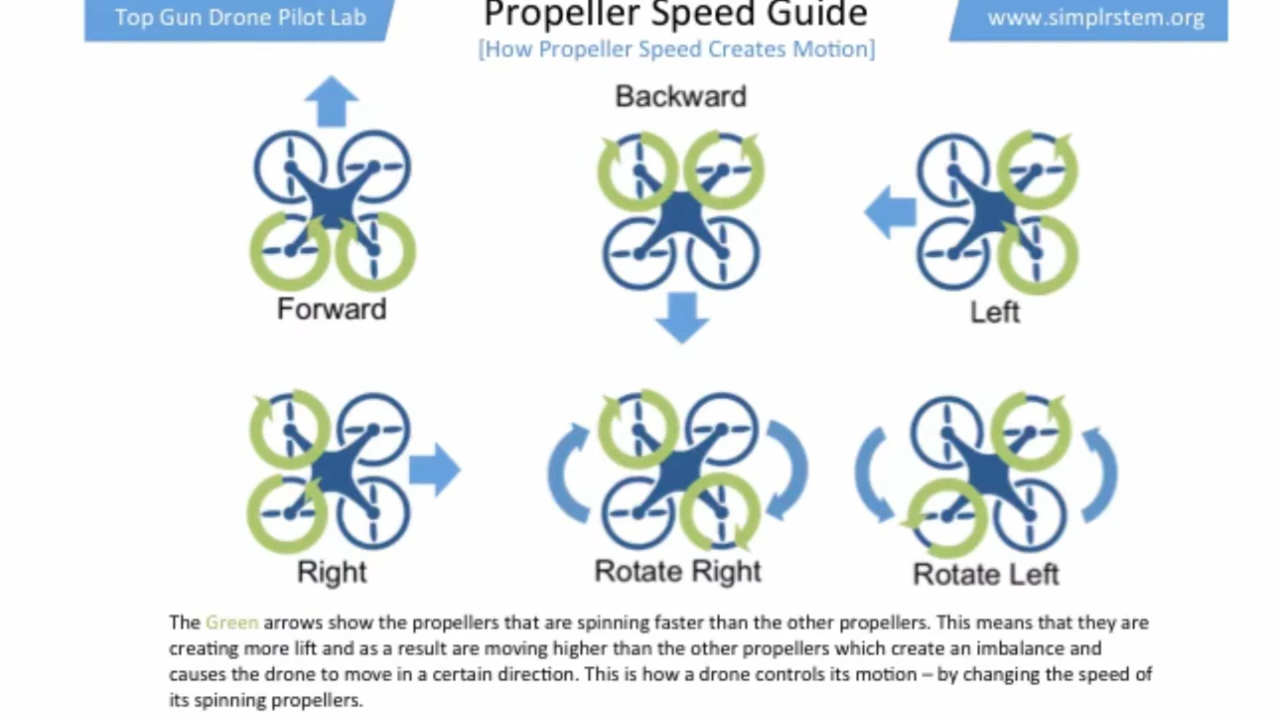 Top Gun Drone Pilot Lab
Propeller Speed Guide
www.simplrstem.org
[How Propeller Speed Creates Motion]
Backward
Forward
Left
Right
Rotate Right
Rotate Left
The Green arrows show the propellers that are spinning faster than the other propellers. This means that they are
creating more lift and as a result are moving higher than the other propellers which create an imbalance and
causes the drone to move in a certain direction. This is how a drone controls its motion – by changing the speed of
its spinning propellers.